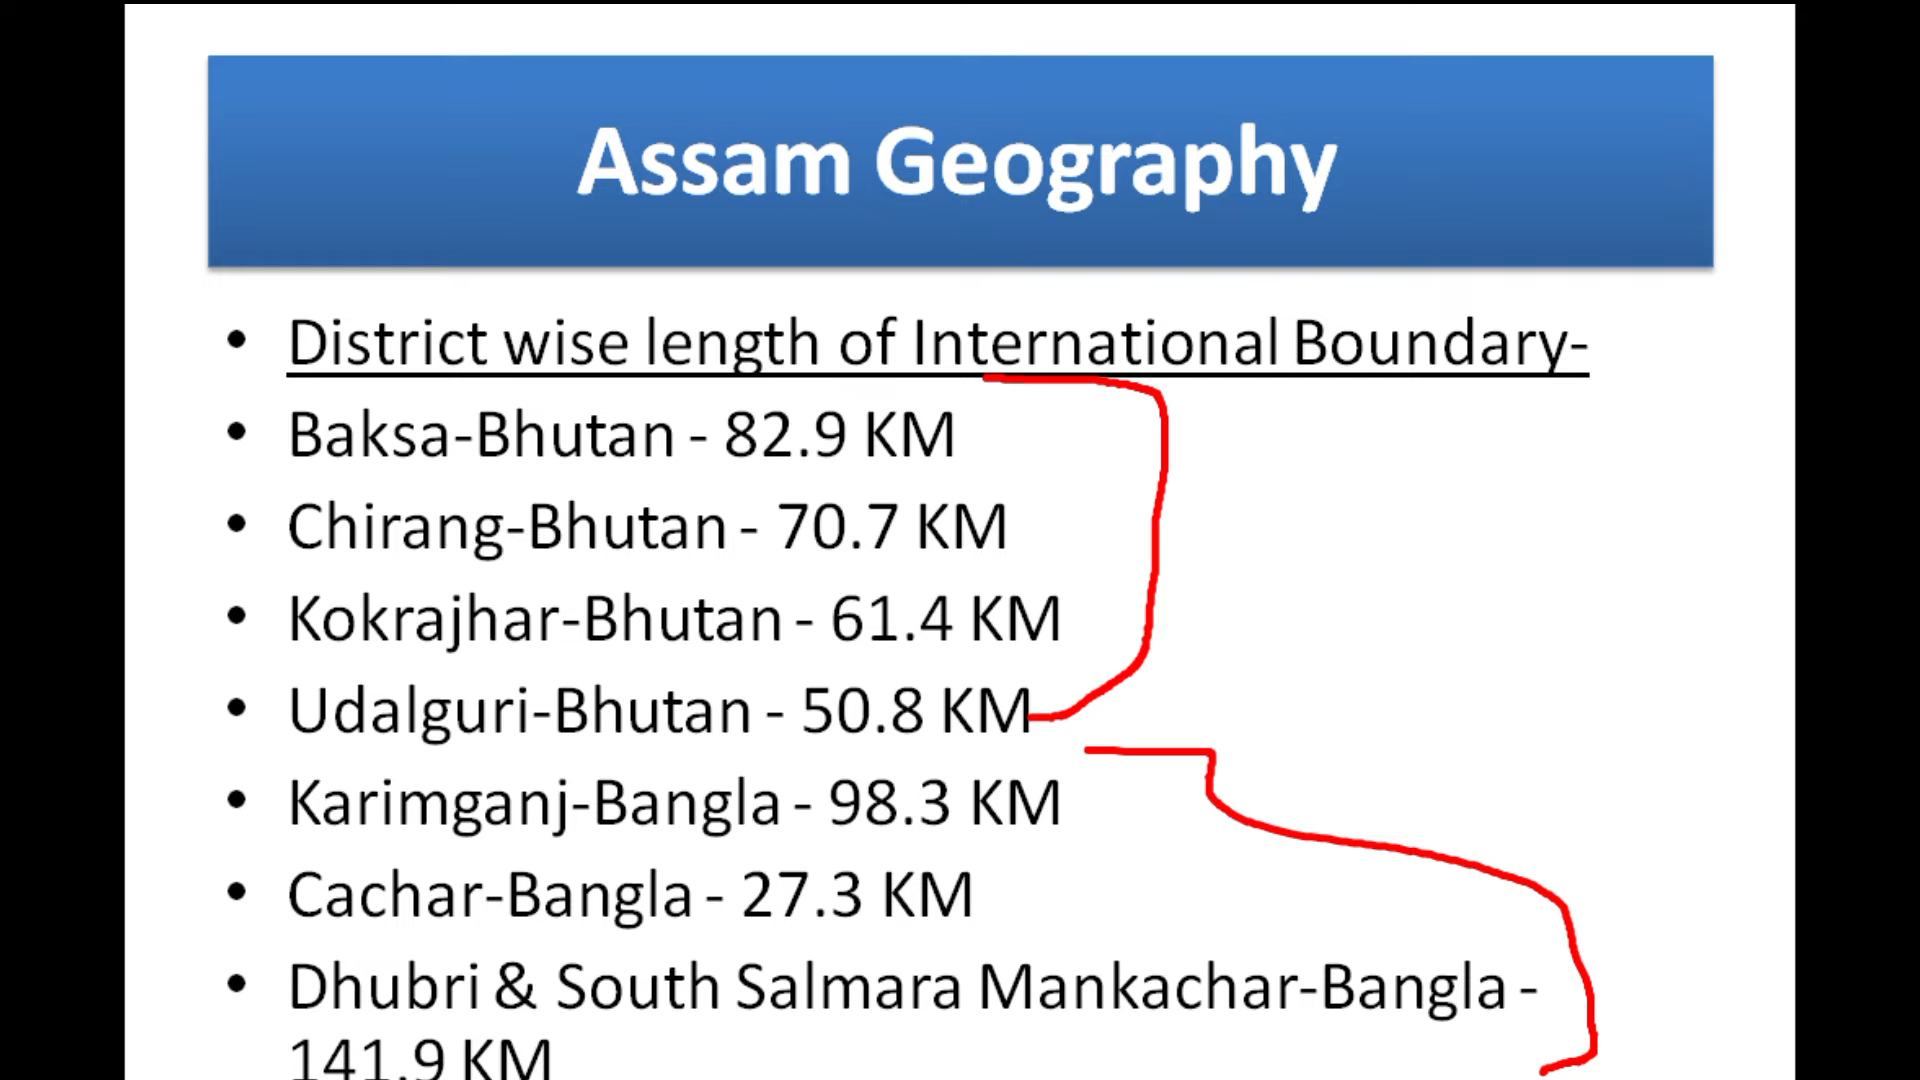 Assam Geography
• District wise length of International Boundary-
• Baksa-Bhutan - 82.9 KM
• Chirang-Bhutan - 70.7 KM
• Kokrajhar-Bhutan - 61.4 KM
• Udalguri-Bhutan - 50.8 KM
• Karimganj-Bangla - 98.3 KM
• Cachar-Bangla - 27.3 KM
• Dhubri & South Salmara Mankachar-Bangla -
141.9 KM